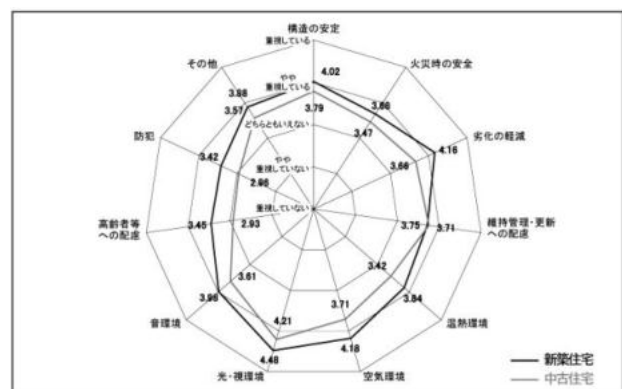 構造の安定
重視している
4.02
その他
やや
重視している
火災時の安全
3.88
3.57
3.79
3.66
どちらともいえない
3.47
劣化の軽減
4.16
防犯
3.42
3.66
やや
重視していない
2.96
重視していない
高齢者等
への配慮
3.45
2.93
3.75
3.71
維持管理・更新
への配慮
3.61
3.42
音環境
3.96
3.84
温熱環境
4.21
3.71
光・視環境
4.48
4.18
空気環境
新築住宅
中古住宅